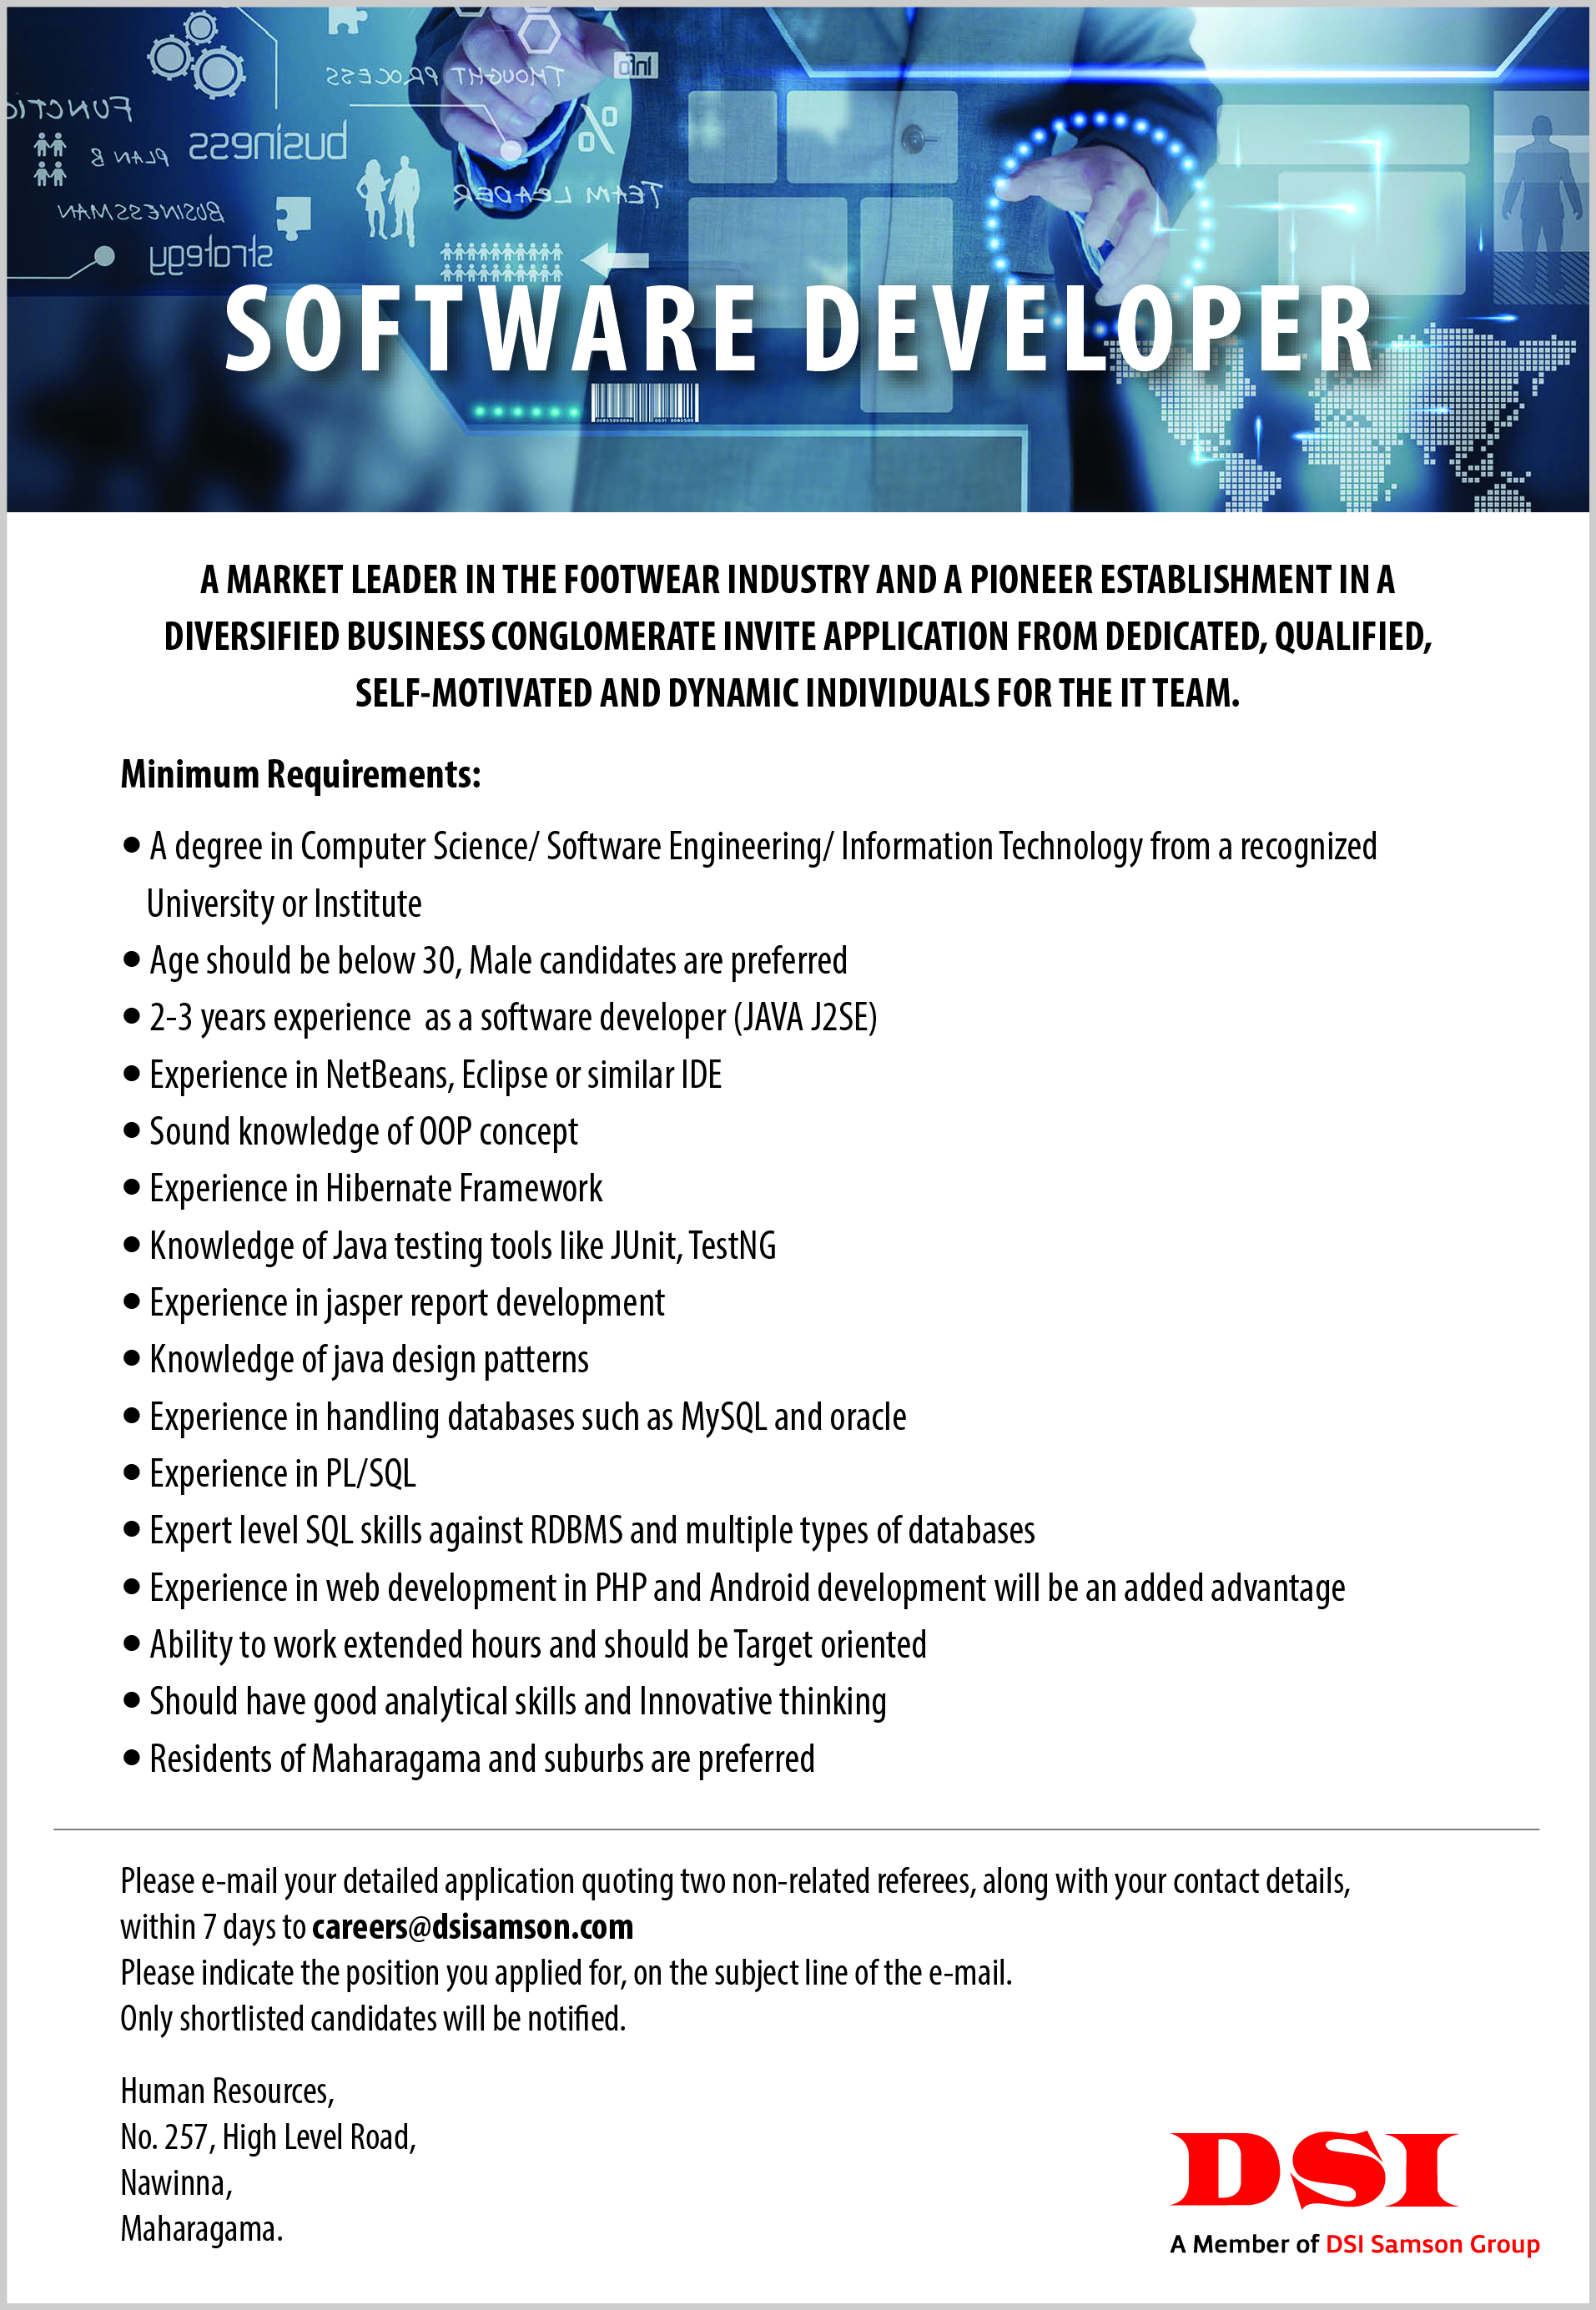 THOUGHT PROCESS
Info
FUNCTIO
business
%
PLAN B
TEAM LEADER
BUSINESSMAN
strategy
SOFTWARE DEVELOPER
A MARKET LEADER IN THE FOOTWEAR INDUSTRY AND A PIONEER ESTABLISHMENT IN A
DIVERSIFIED BUSINESS CONGLOMERATE INVITE APPLICATION FROM DEDICATED, QUALIFIED,
SELF-MOTIVATED AND DYNAMIC INDIVIDUALS FOR THE IT TEAM.
Minimum Requirements:
• A degree in Computer Science/ Software Engineering/ Information Technology from a recognized
University or Institute
• Age should be below 30, Male candidates are preferred
• 2-3 years experience  as a software developer (JAVA J2SE)
• Experience in NetBeans, Eclipse or similar IDE
• Sound knowledge of OOP concept
• Experience in Hibernate Framework
• Knowledge of Java testing tools like JUnit, TestNG
• Experience in jasper report development
• Knowledge of java design patterns
• Experience in handling databases such as MySQL and oracle
• Experience in PL/SQL
• Expert level SQL skills against RDBMS and multiple types of databases
• Experience in web development in PHP and Android development will be an added advantage
• Ability to work extended hours and should be Target oriented
• Should have good analytical skills and Innovative thinking
• Residents of Maharagama and suburbs are preferred
Please e-mail your detailed application quoting two non-related referees, along with your contact details,
within 7 days to careers@dsisamson.com
Please indicate the position you applied for, on the subject line of the e-mail.
Only shortlisted candidates will be notified.
Human Resources,
No. 257, High Level Road,
Nawinna,
Maharagama.
DSI
A Member of DSI Samson Group